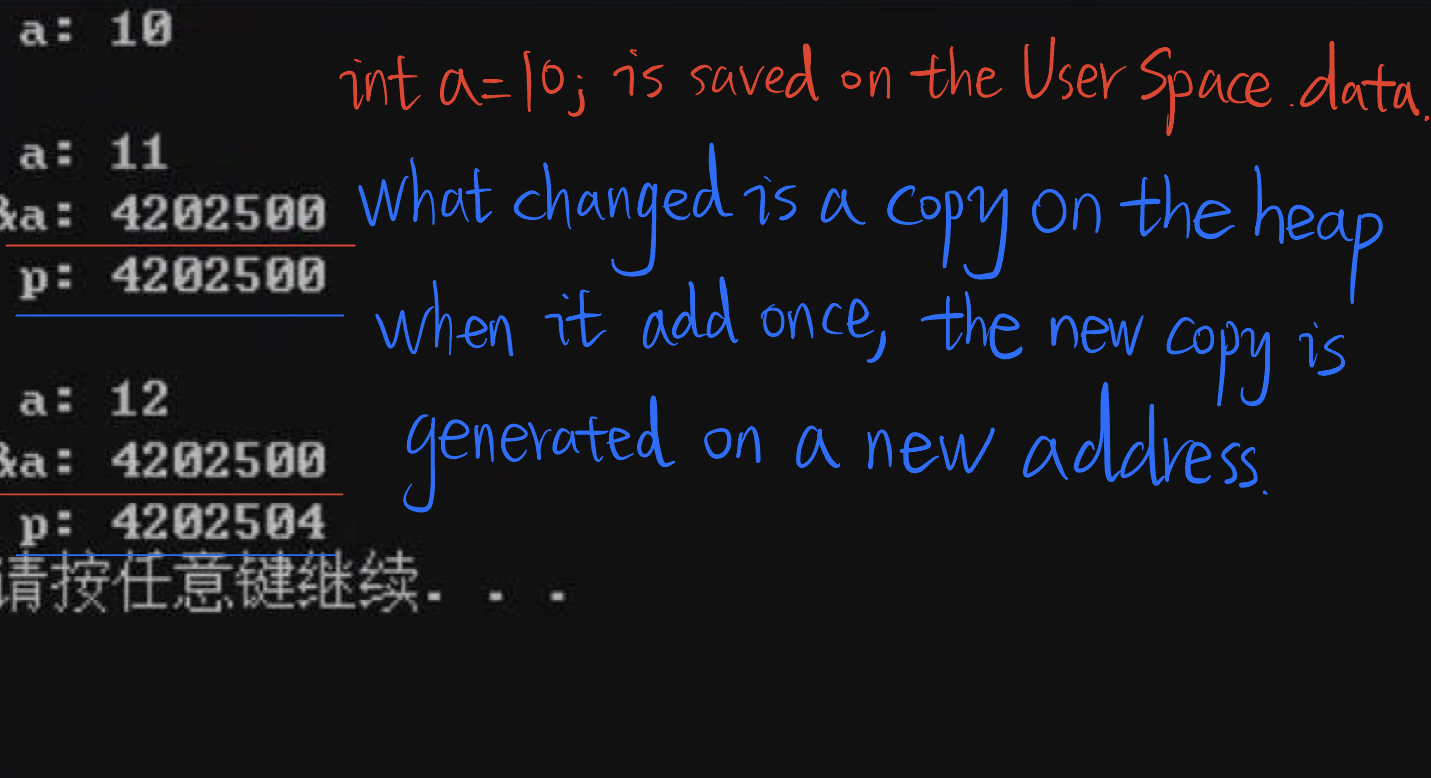 a: 10
int a=10; is saved on the User Space .data.
a: 11
&a: 4202500
What changed is a copy on the heap
p: 4202500
when it add once, the new copy is
a: 12
generated on a new address.
&a: 4202500
p: 4202504
请按任意键继续. . .